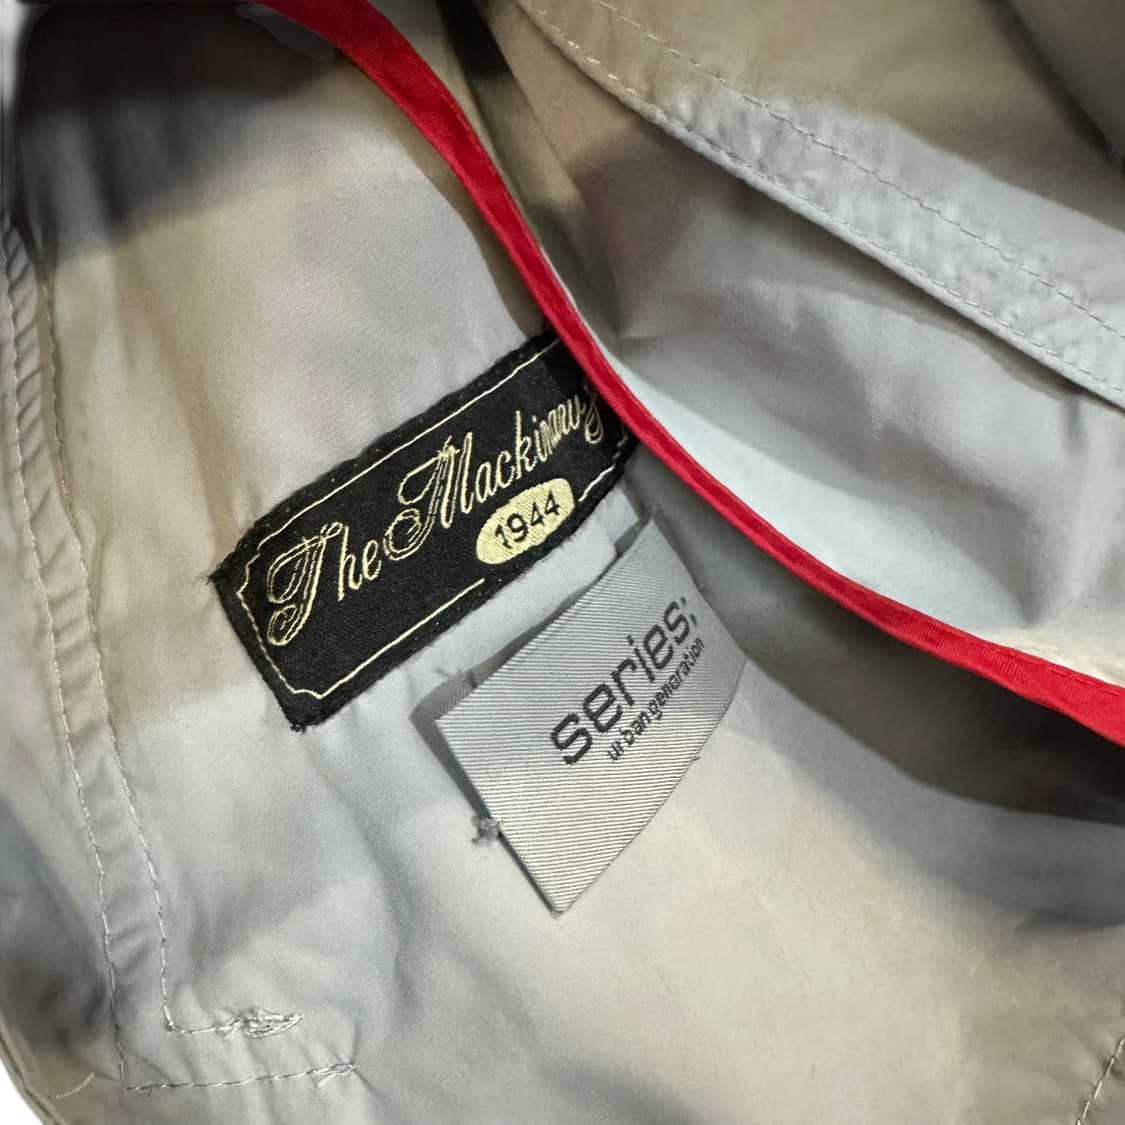 The Mackinaw
1944
series;
urban generation